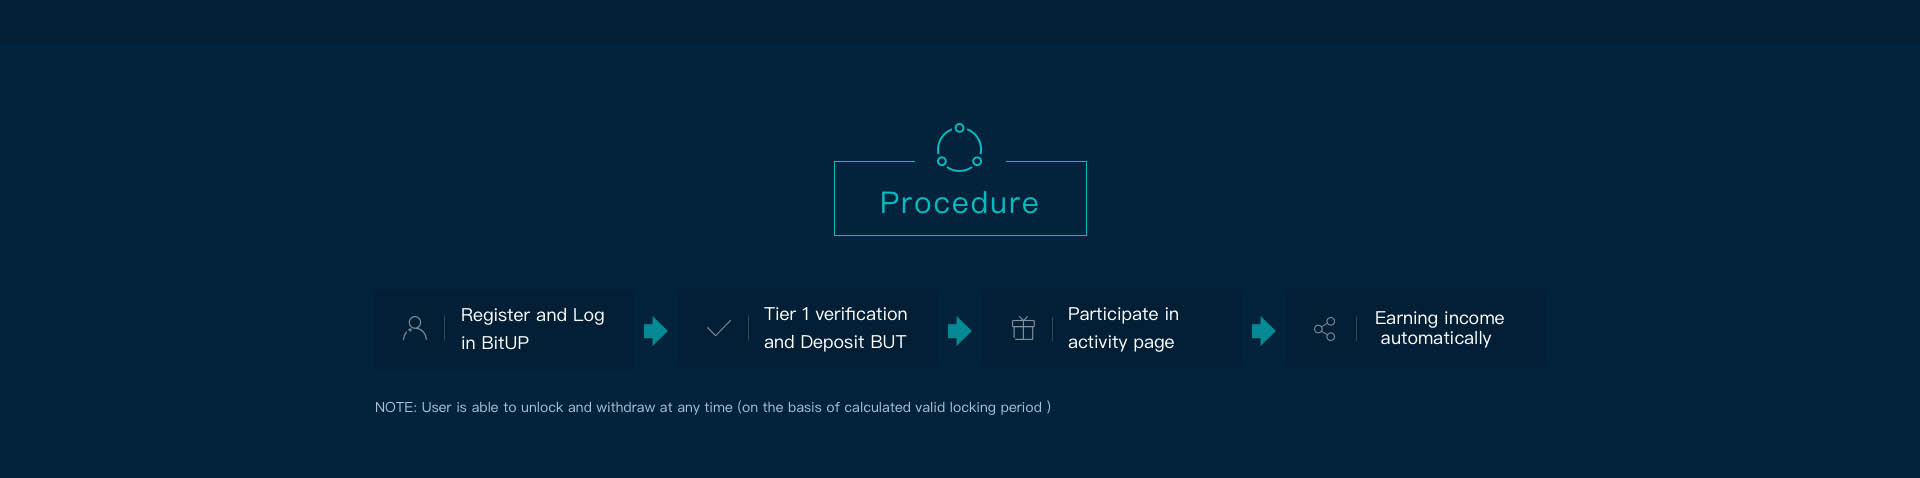 Procedure
Register and Log
in BitUP
Tier 1 verification
and Deposit BUT
Participate in
activity page
Earning income
automatically
NOTE: User is able to unlock and withdraw at any time (on the basis of calculated valid locking period )